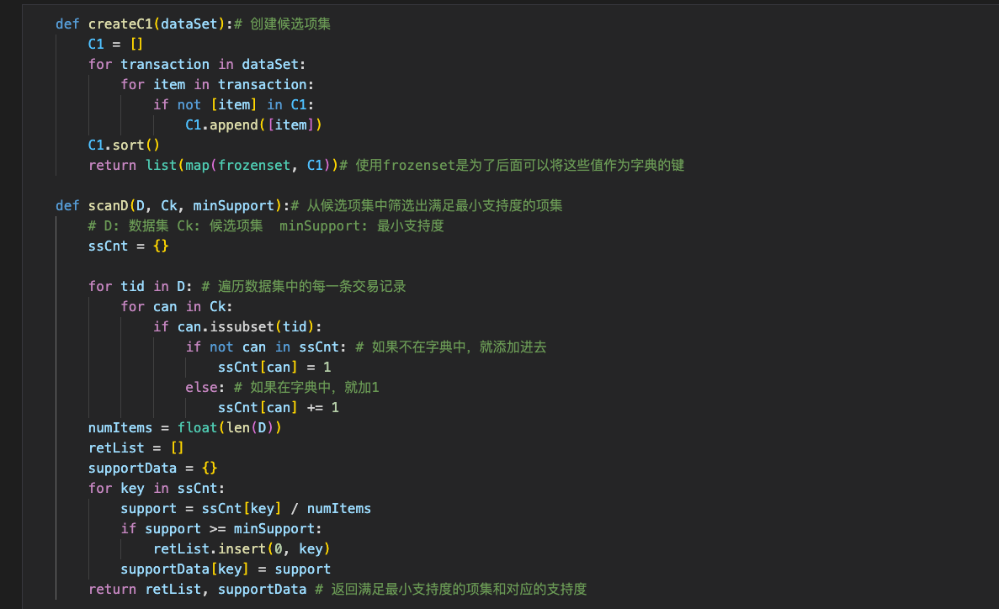 def createC1(dataSet):# 创建候选项集
    C1 = []
    for transaction in dataSet:
        for item in transaction:
            if not [item] in C1:
                C1.append([item])
    C1.sort()
    return list(map(frozenset, C1))# 使用frozenset是为了后面可以将这些值作为字典的键

def scanD(D, Ck, minSupport):# 从候选项集中筛选出满足最小支持度的项集
    # D: 数据集 Ck: 候选项集  minSupport: 最小支持度
    ssCnt = {}

    for tid in D: # 遍历数据集中的每一条交易记录
        for can in Ck:
            if can.issubset(tid):
                if not can in ssCnt: # 如果不在字典中，就添加进去
                    ssCnt[can] = 1
                else: # 如果在字典中，就加1
                    ssCnt[can] += 1
    numItems = float(len(D))
    retList = []
    supportData = {}
    for key in ssCnt:
        support = ssCnt[key] / numItems
        if support >= minSupport:
            retList.insert(0, key)
        supportData[key] = support
    return retList, supportData # 返回满足最小支持度的项集和对应的支持度